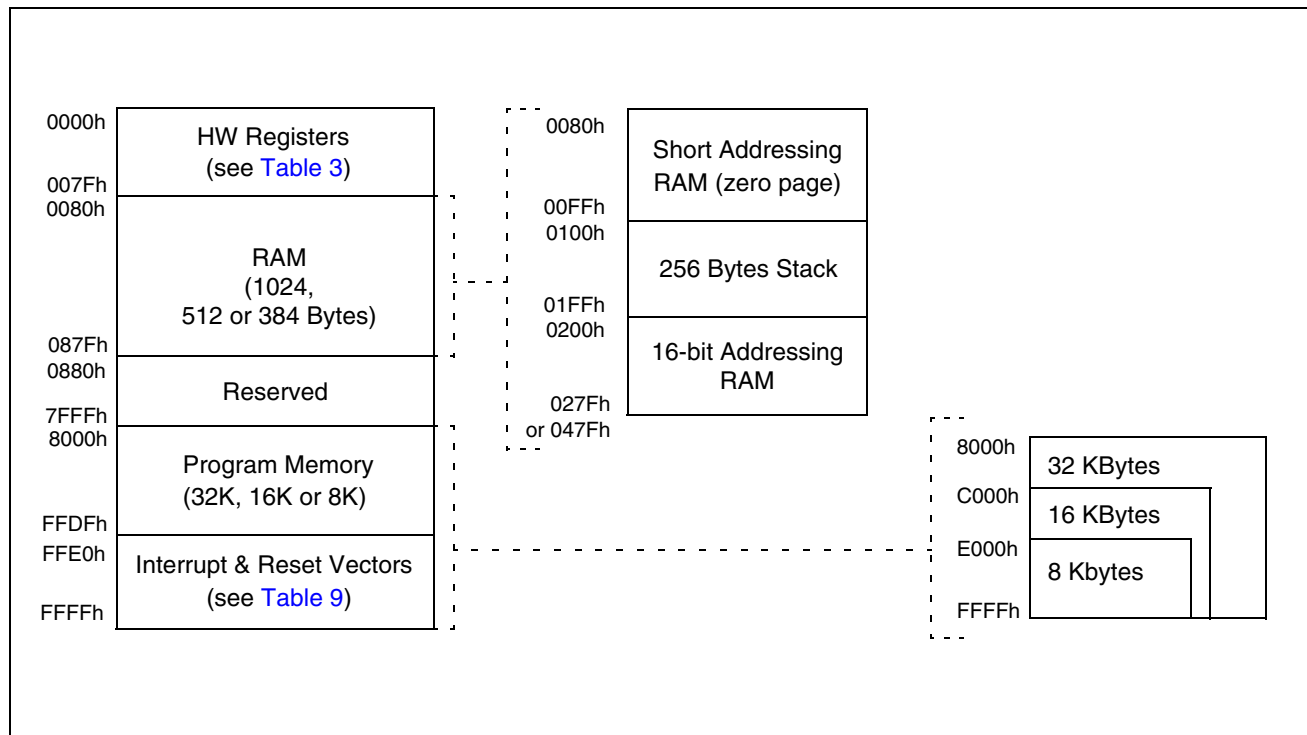 0000h
HW Registers
(see Table 3)
007Fh
0080h
RAM
(1024,
512 or 384 Bytes)
087Fh
0880h
Reserved
7FFFh
8000h
Program Memory
(32K, 16K or 8K)
FFDFh
FFE0h
Interrupt & Reset Vectors
(see Table 9)
FFFFh
0080h
Short Addressing
RAM (zero page)
00FFh
0100h
256 Bytes Stack
01FFh
0200h
16-bit Addressing
RAM
027Fh
or 047Fh
8000h
32 KBytes
C000h
16 KBytes
E000h
8 Kbytes
FFFFh